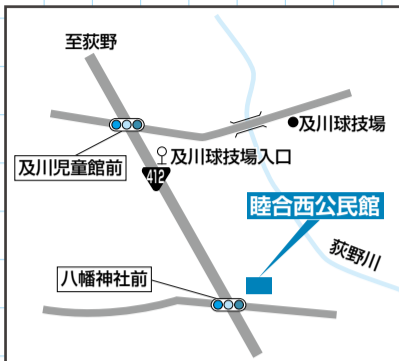 至荻野
及川球技場
及川球技場入口
及川児童館前
412
睦合西公民館
荻野川
八幡神社前